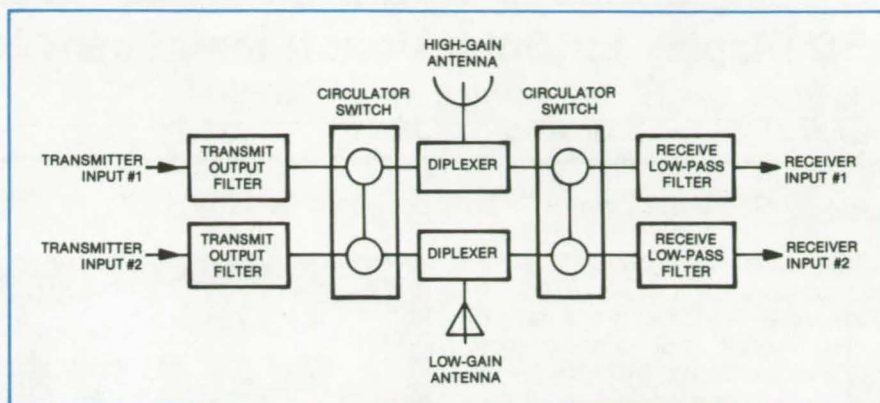 HIGH-GAIN
ANTENNA
CIRCULATOR
SWITCH
CIRCULATOR
SWITCH
TRANSMITTER
INPUT #1
TRANSMIT
OUTPUT
FILTER
DIPLEXER
RECEIVE
LOW-PASS
FILTER
RECEIVER
INPUT #1
TRANSMITTER
INPUT #2
TRANSMIT
OUTPUT
FILTER
DIPLEXER
RECEIVE
LOW-PASS
FILTER
RECEIVER
INPUT #2
LOW-GAIN
ANTENNA